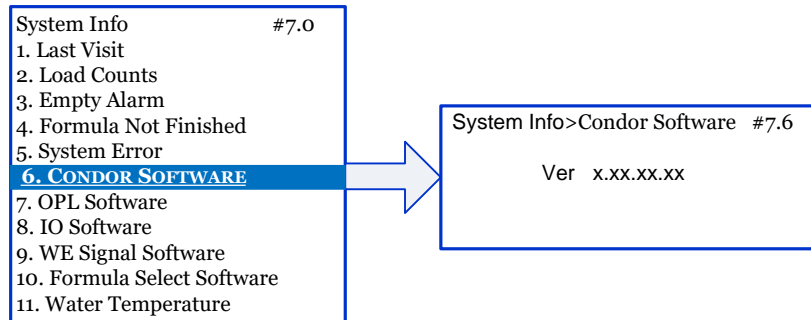 System Info #7.0
1. Last Visit
2. Load Counts
3. Empty Alarm
4. Formula Not Finished
5. System Error
6. CONDOR SOFTWARE
7. OPL Software
8. IO Software
9. WE Signal Software
10. Formula Select Software
11. Water Temperature
System Info>Condor Software #7.6
Ver x.xx.xx.xx